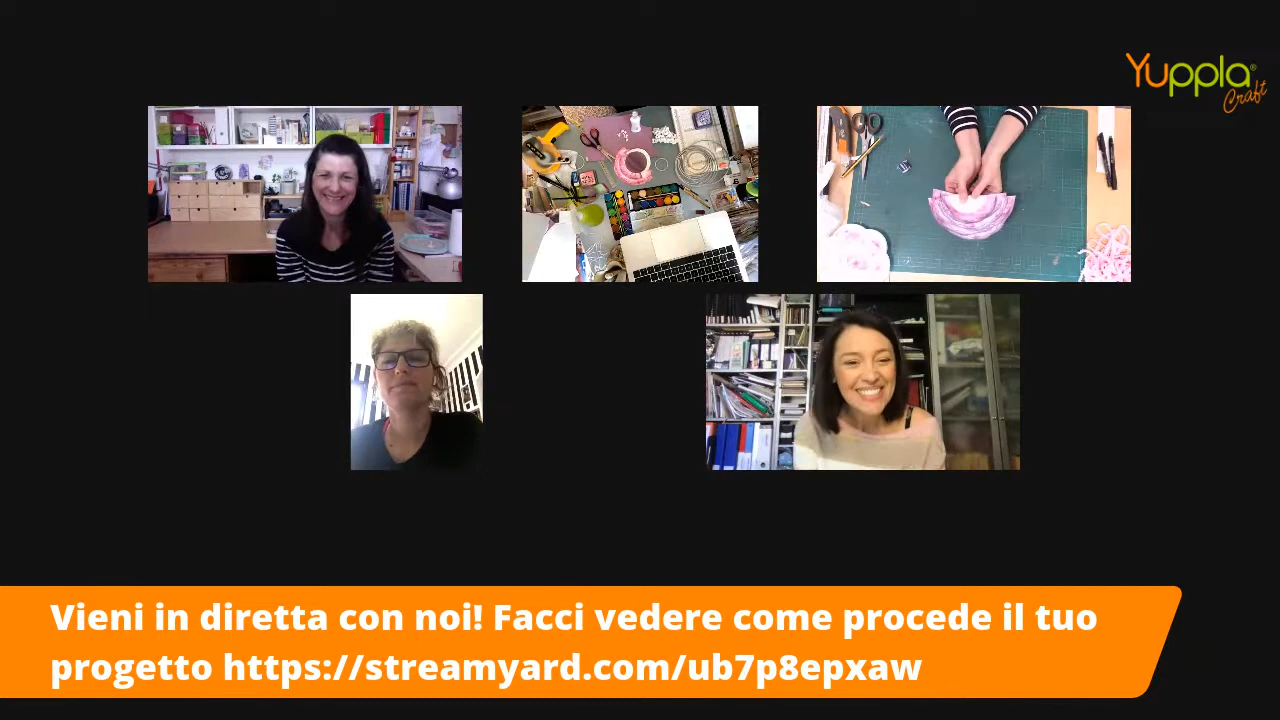 Yuppla®
Craft
Vieni in diretta con noi! Facci vedere come procede il tuo
progetto https://streamyard.com/ub7p8epxaw